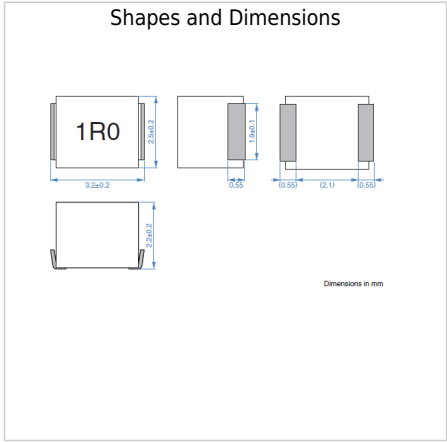 Shapes and Dimensions
1R0
2.5±0.2
3.2±0.2
1.9±0.1
0.55
(0.55)
(2.1)
(0.55)
2.2±0.2
Dimensions in mm